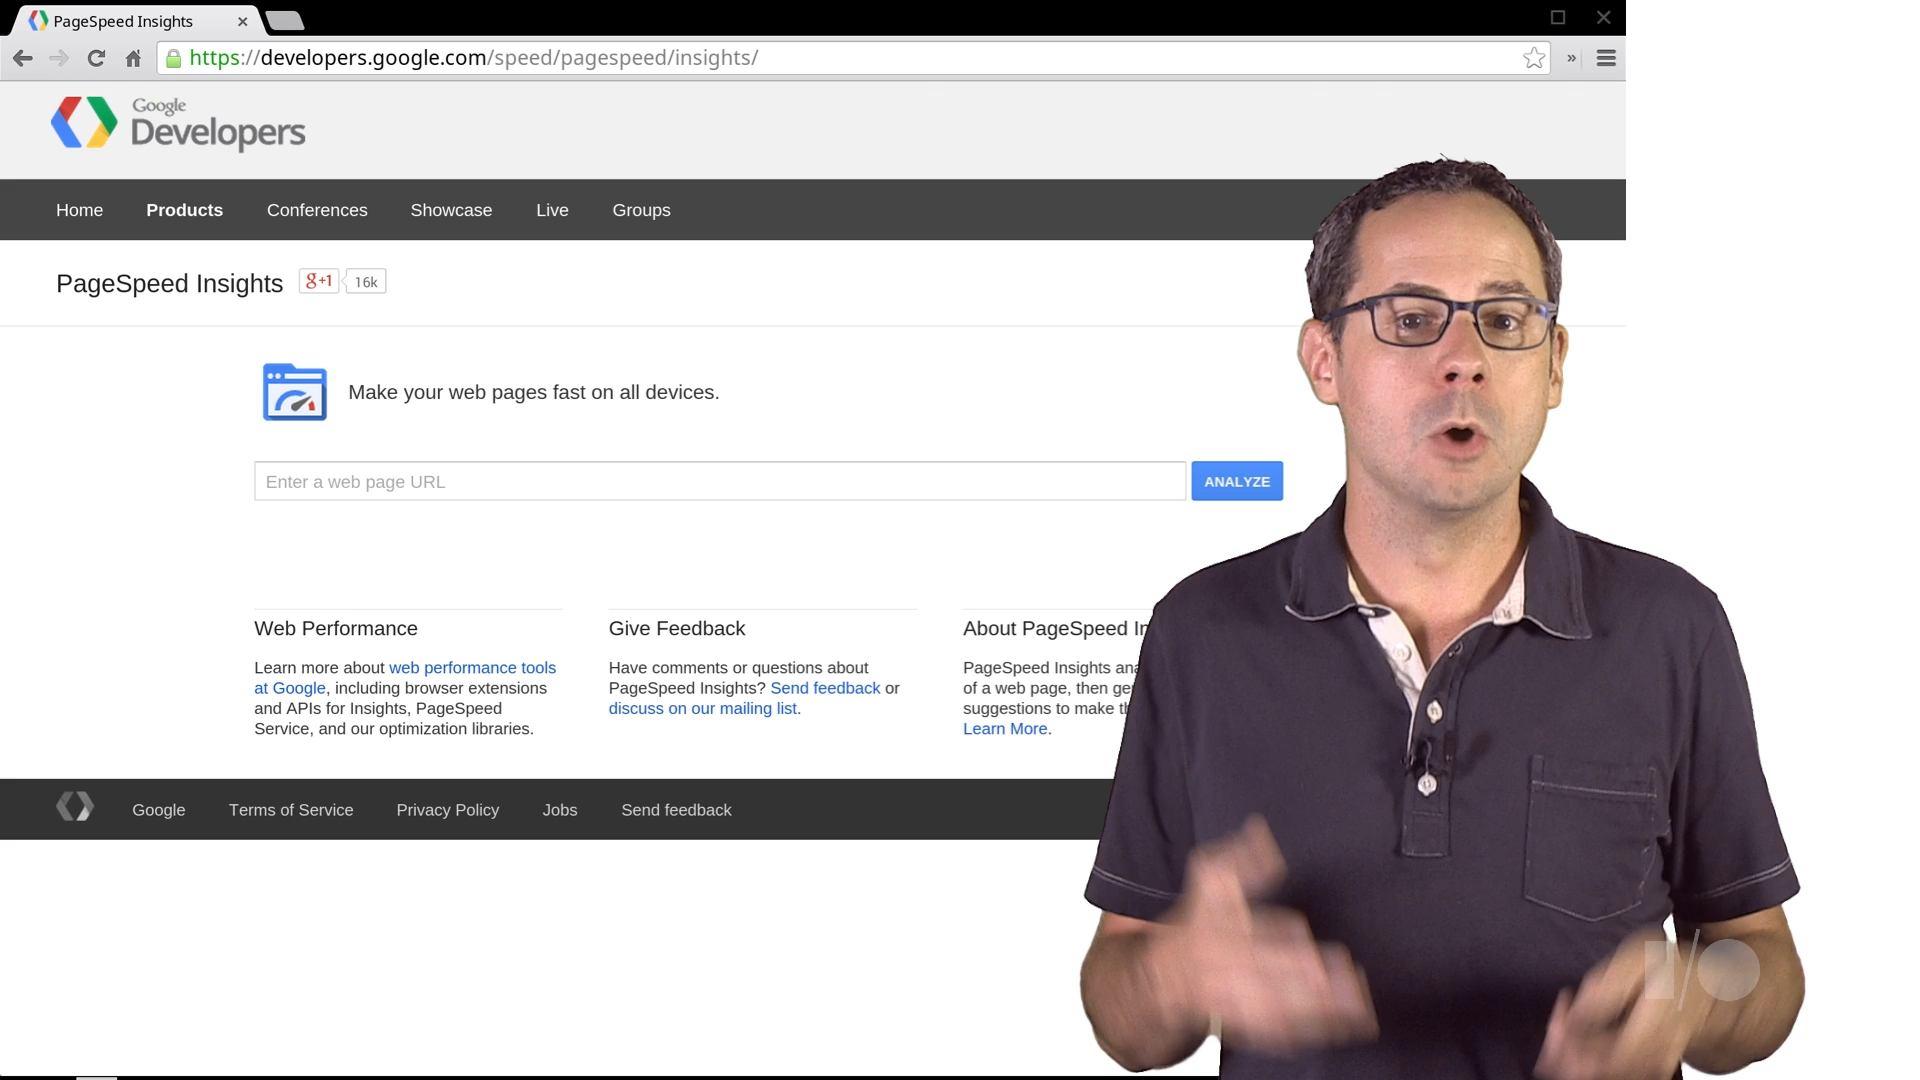 PageSpeed Insights
https://developers.google.com/speed/pagespeed/insights/
Google
Developers
Home Products Conferences Showcase Live Groups
PageSpeed Insights g+1 16k
Make your web pages fast on all devices.
Enter a web page URL ANALYZE
Web Performance
Learn more about web performance tools
at Google, including browser extensions
and APIs for Insights, PageSpeed
Service, and our optimization libraries.
Give Feedback
Have comments or questions about
PageSpeed Insights? Send feedback or
discuss on our mailing list.
About PageSpeed
PageSpeed Insights
of a web page, then
suggestions to make
Learn More.
Google Terms of Service Privacy Policy Jobs Send feedback
I/O